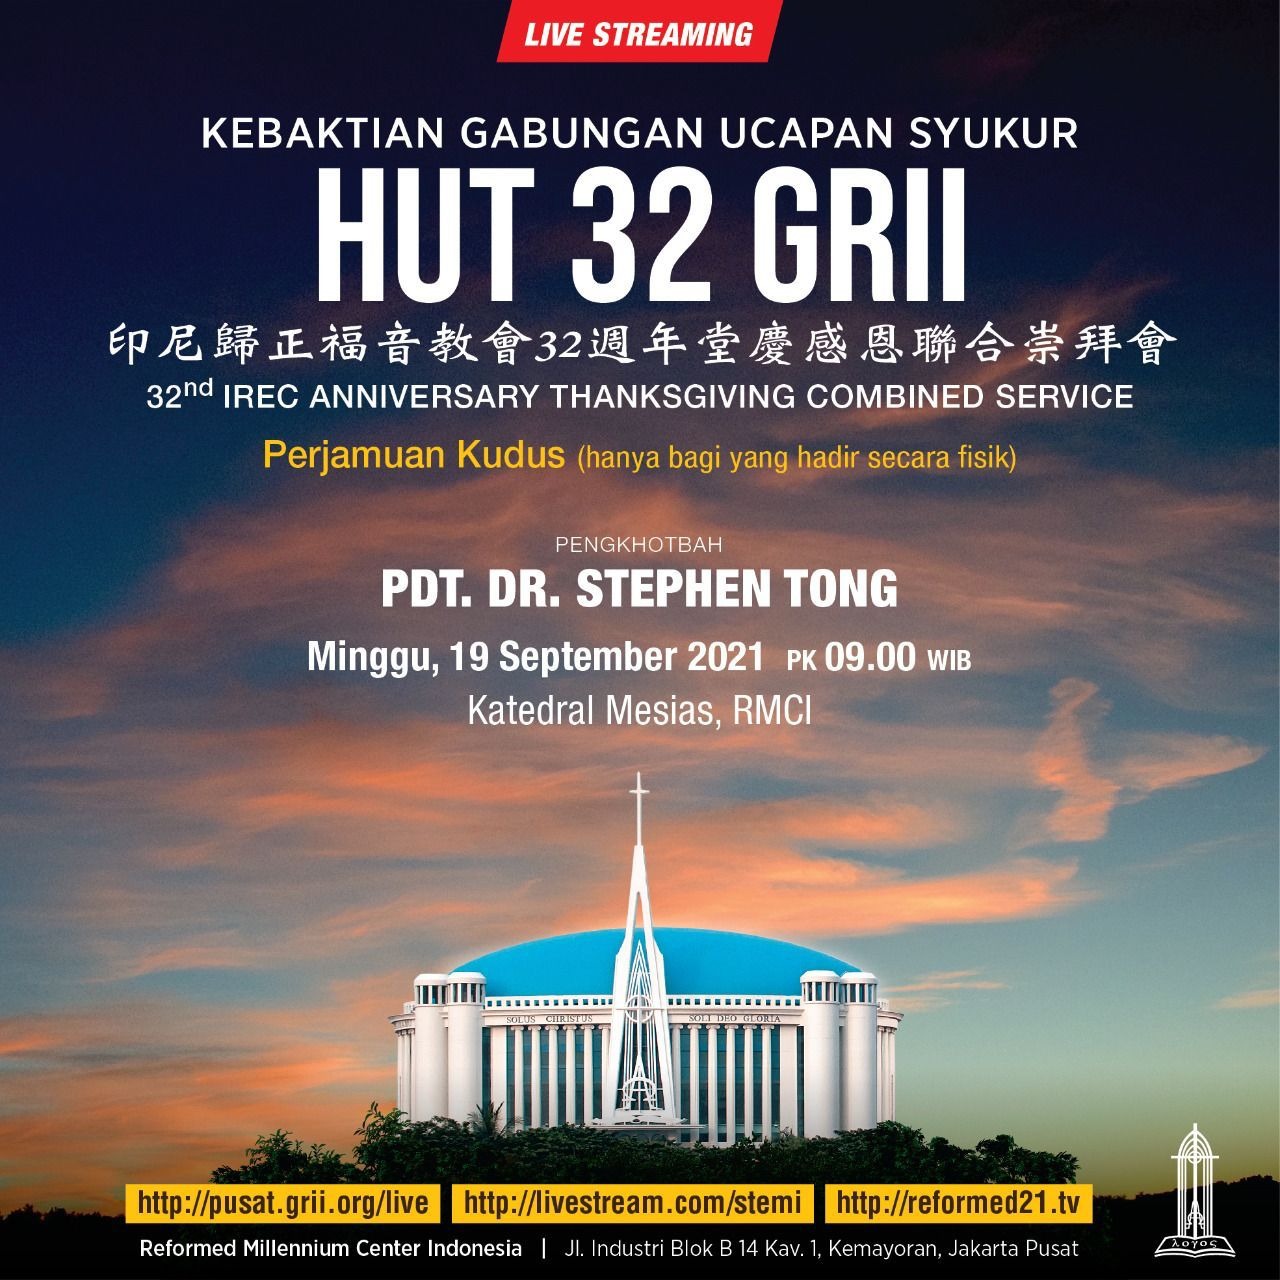 LIVE STREAMING
KEBAKTIAN GABUNGAN UCAPAN SYUKUR
HUT 32 GRII
印尼歸正福音教會32週年堂慶感恩聯合崇拜會
32nd IREC ANNIVERSARY THANKSGIVING COMBINED SERVICE
Perjamuan Kudus (hanya bagi yang hadir secara fisik)
PENGKHOTBAH
PDT. DR. STEPHEN TONG
Minggu, 19 September 2021 PK 09.00 WIB
Katedral Mesias, RMCI
SOLUS CHRISTUS SOLI DEO GLORIA
http://pusat.grii.org/live http://livestream.com/stemi http://reformed21.tv
Reformed Millennium Center Indonesia | Jl. Industri Blok B 14 Kav. 1, Kemayoran, Jakarta Pusat
λογος